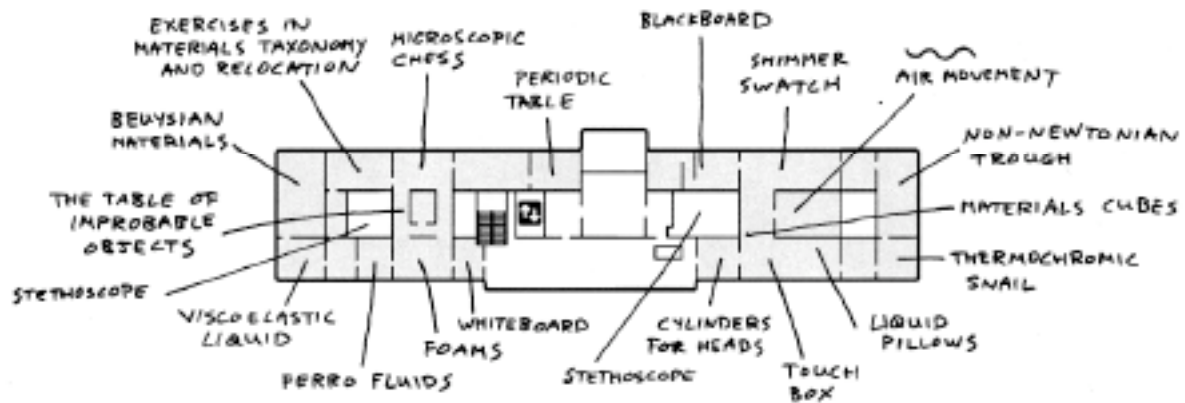 EXERCISES IN
MATERIALS TAXONOMY
AND RELOCATION
MICROSCOPIC
CHESS
PERIODIC
TABLE
BLACKBOARD
SHIMMER
SWATCH
AIR MOVEMENT
BEUYSIAN
MATERIALS
NON-NEWTONIAN
TROUGH
THE TABLE OF
IMPROBABLE
OBJECTS
MATERIALS CUBES
STETHOSCOPE
THERMOCHROMIC
SNAIL
VISCOELASTIC
LIQUID
FERRO FLUIDS
FOAMS
WHITEBOARD
STETHOSCOPE
CYLINDERS
FOR HEADS
TOUCH
BOX
LIQUID
PILLOWS